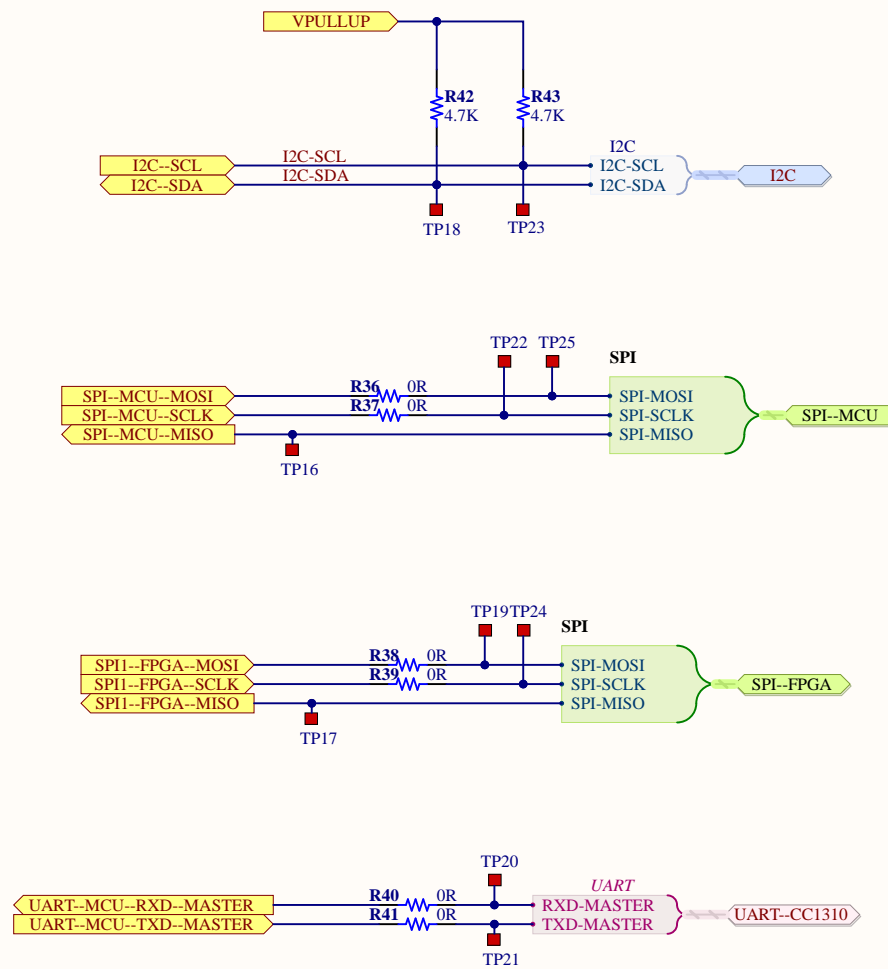 VPULLUP
R42
4.7K
R43
4.7K
I2C
I2C--SCL
I2C-SCL
I2C-SCL
I2C--SDA
I2C-SDA
I2C-SDA
I2C
TP18
TP23
TP22
TP25
SPI
SPI--MCU--MOSI
R36
0R
SPI-MOSI
SPI--MCU--SCLK
R37
0R
SPI-SCLK
SPI--MCU
SPI--MCU--MISO
SPI-MISO
TP16
TP19
TP24
SPI
SPI1--FPGA--MOSI
R38
0R
SPI-MOSI
SPI1--FPGA--SCLK
R39
0R
SPI-SCLK
SPI--FPGA
SPI1--FPGA--MISO
SPI-MISO
TP17
TP20
UART
UART--MCU--RXD--MASTER
R40
0R
RXD-MASTER
UART--MCU--TXD--MASTER
R41
0R
TXD-MASTER
UART--CC1310
TP21